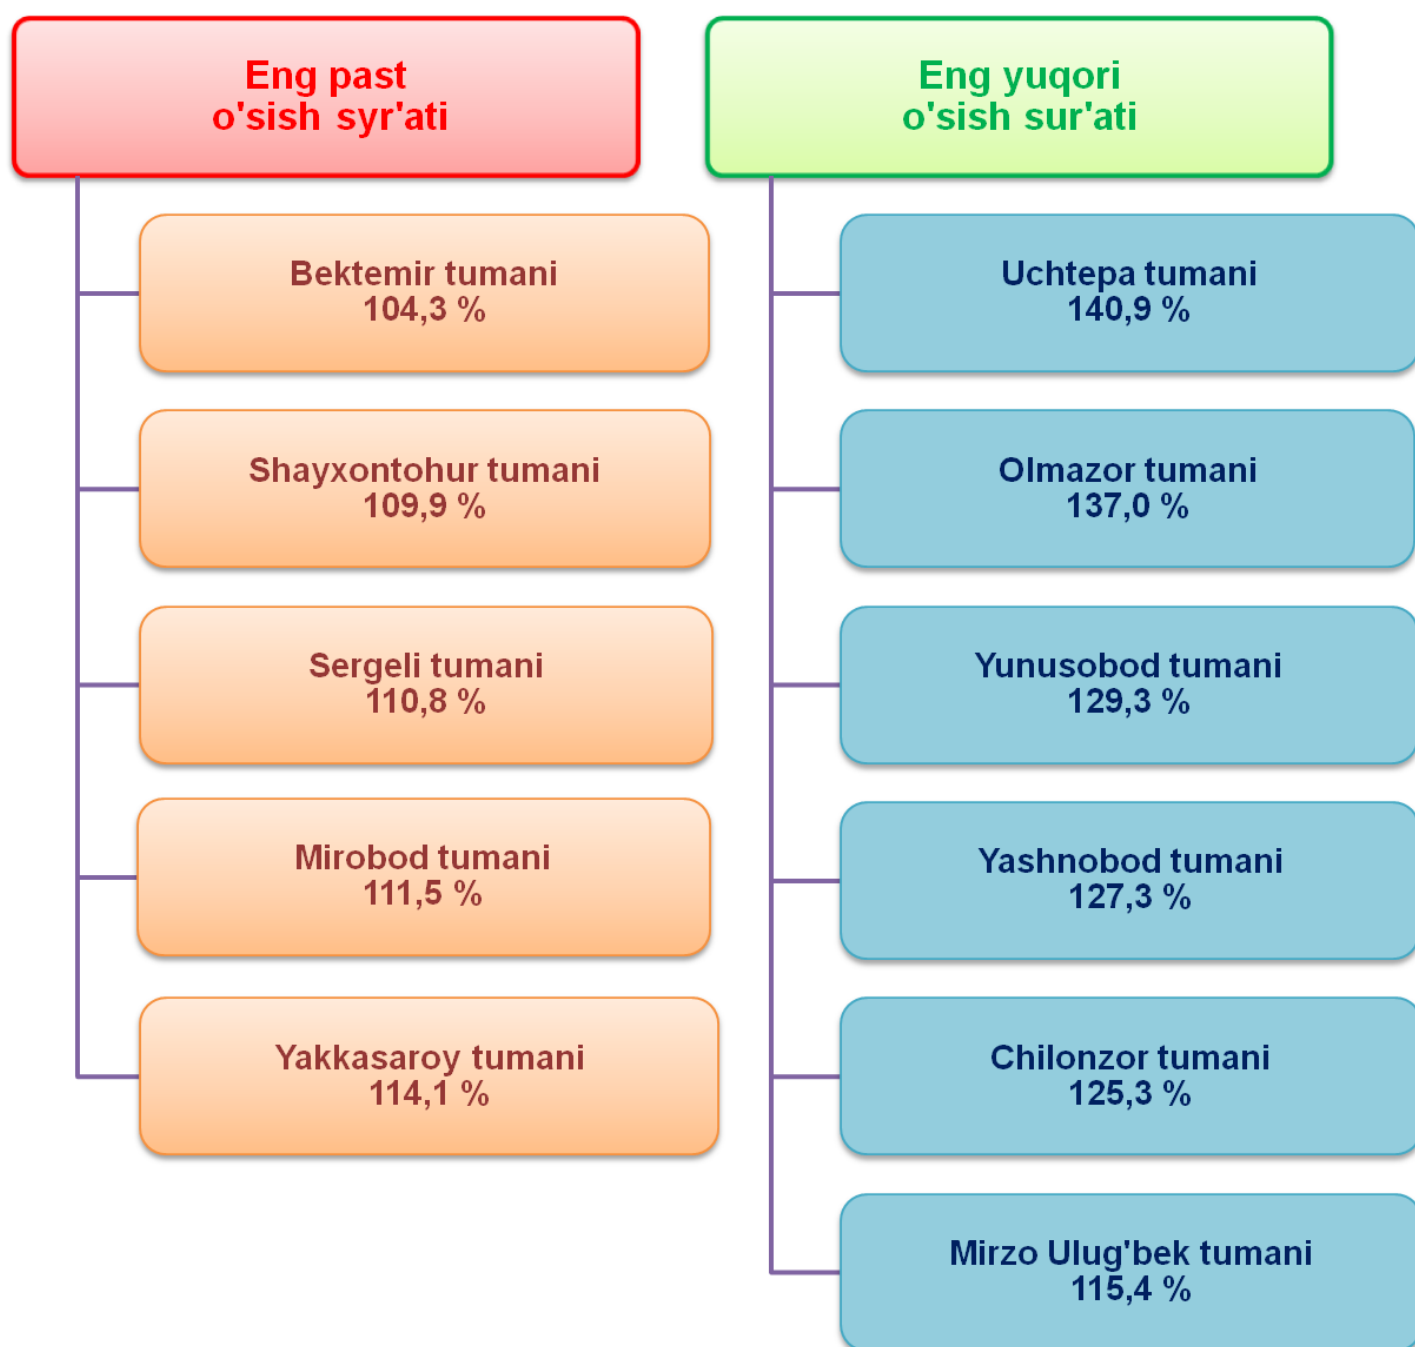 Eng past
o'sish syr'ati
Bektemir tumani
104,3 %
Shayxontohur tumani
109,9 %
Sergeli tumani
110,8 %
Mirobod tumani
111,5 %
Yakkasaroy tumani
114,1 %
Eng yuqori
o'sish sur'ati
Uchtepa tumani
140,9 %
Olmazor tumani
137,0 %
Yunusobod tumani
129,3 %
Yashnobod tumani
127,3 %
Chilonzor tumani
125,3 %
Mirzo Ulug'bek tumani
115,4 %